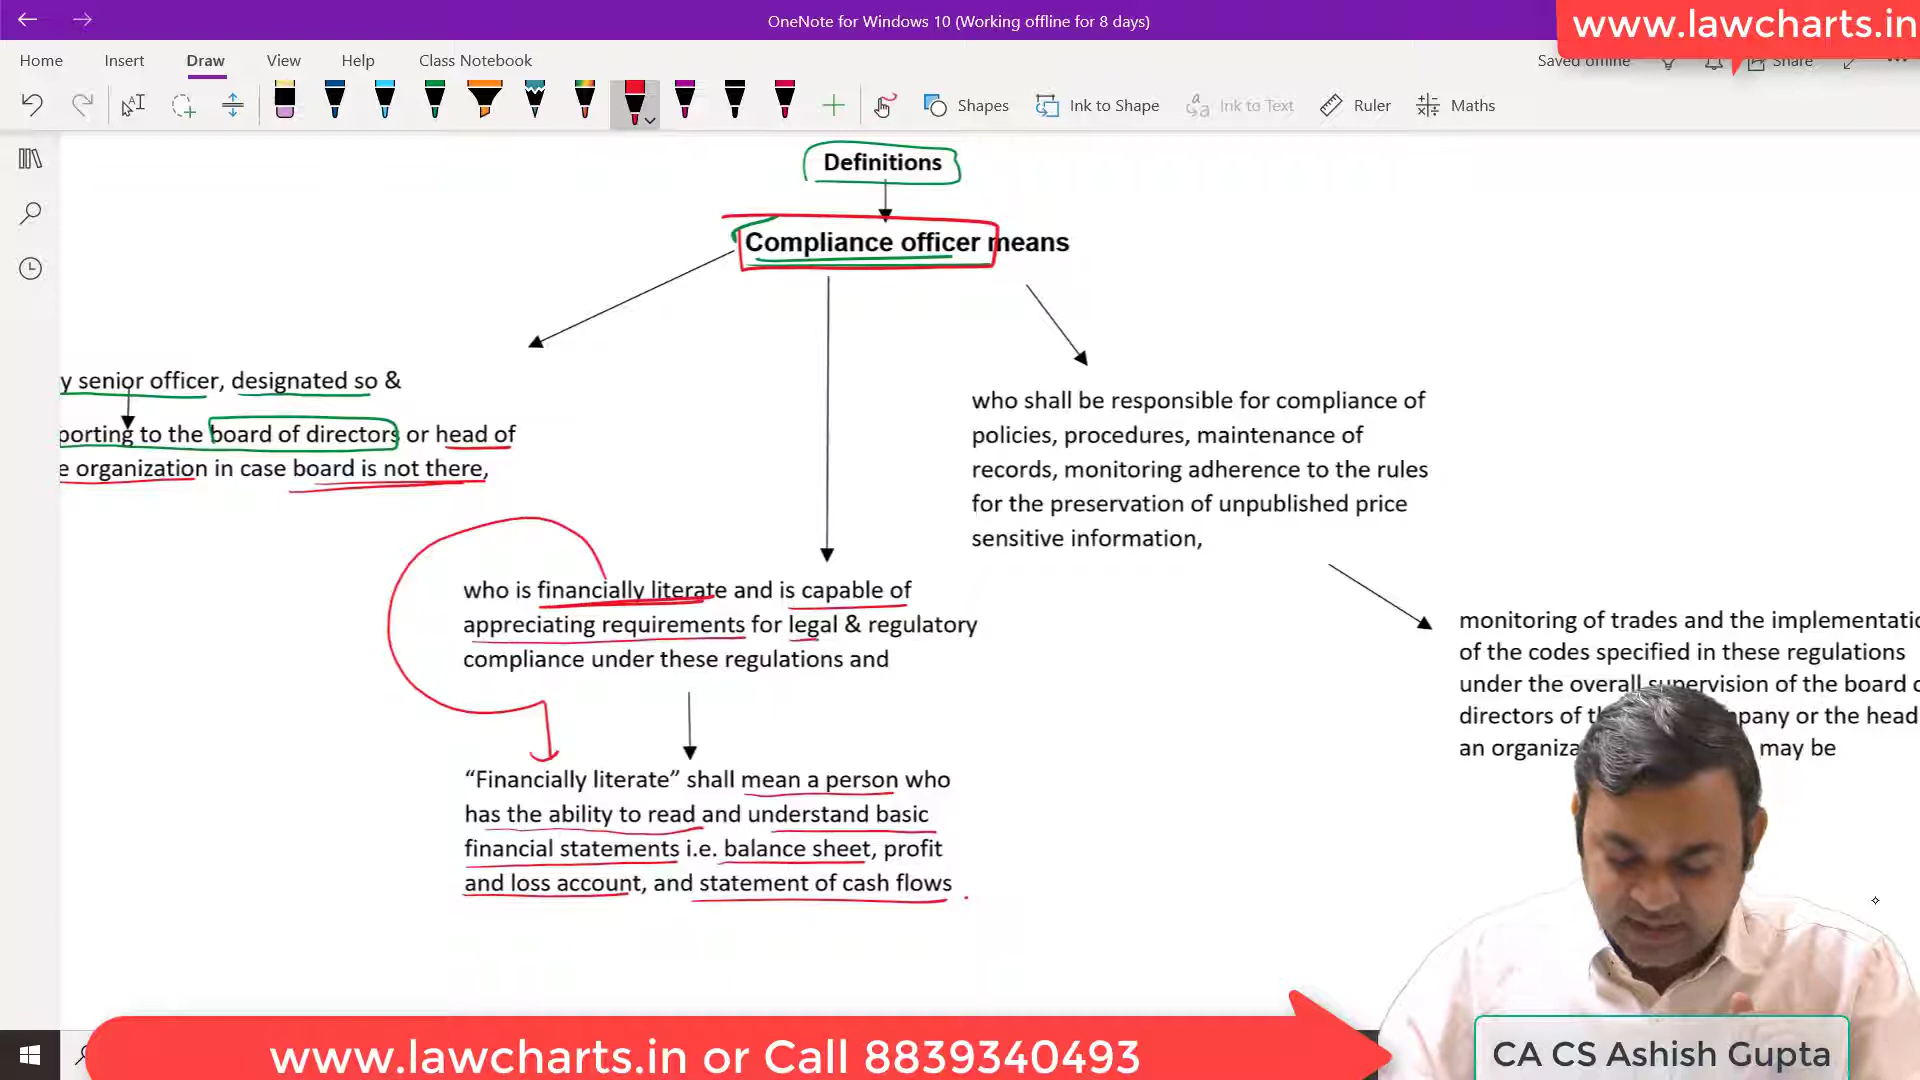 OneNote for Windows 10 (Working offline for 8 days)
www.lawcharts.in
Home Insert Draw View Help Class Notebook
Saved offline Share
Shapes Ink to Shape Ink to Text Ruler Maths
Definitions
Compliance officer means
y senior officer, designated so &
porting to the board of directors or head of
e organization in case board is not there,
who shall be responsible for compliance of
policies, procedures, maintenance of
records, monitoring adherence to the rules
for the preservation of unpublished price
sensitive information,
who is financially literate and is capable of
appreciating requirements for legal & regulatory
compliance under these regulations and
monitoring of trades and the implementatio
of the codes specified in these regulations
under the overall supervision of the board
directors of pany or the head
an organiza may be
“Financially literate” shall mean a person who
has the ability to read and understand basic
financial statements i.e. balance sheet, profit
and loss account, and statement of cash flows
www.lawcharts.in or Call 8839340493
CA CS Ashish Gupta